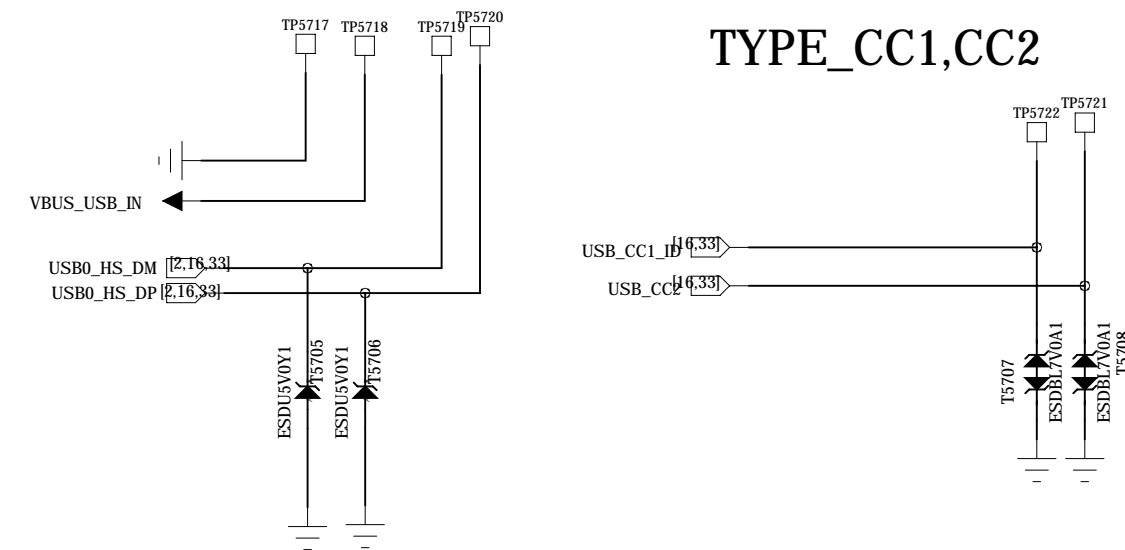 TP5717
TP5718
TP5719
TP5720
TYPE_CC1,CC2
TP5722
TP5721
VBUS_USB_IN
USB0_HS_DM [2,16,33]
USB0_HS_DP [2,16,33]
USB_CC1_ID [16,33]
USB_CC2 [16,33]
ESDU5V0Y1
T5705
ESDU5V0Y1
T5706
T5707
ESDBL7V0A1
ESDBL7V0A1
T5708